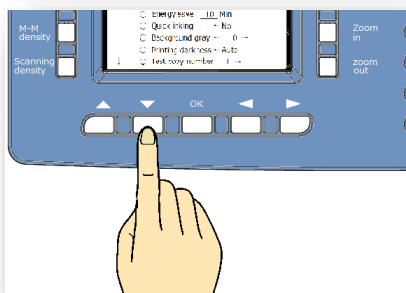 Energy save 10 Min
Quick inking ~ No
Background gray ~ 0 →
Printing darkness ~ Auto
Test copy number 1 →
M-M
density
Scanning
density
Zoom
in
zoom
out
OK